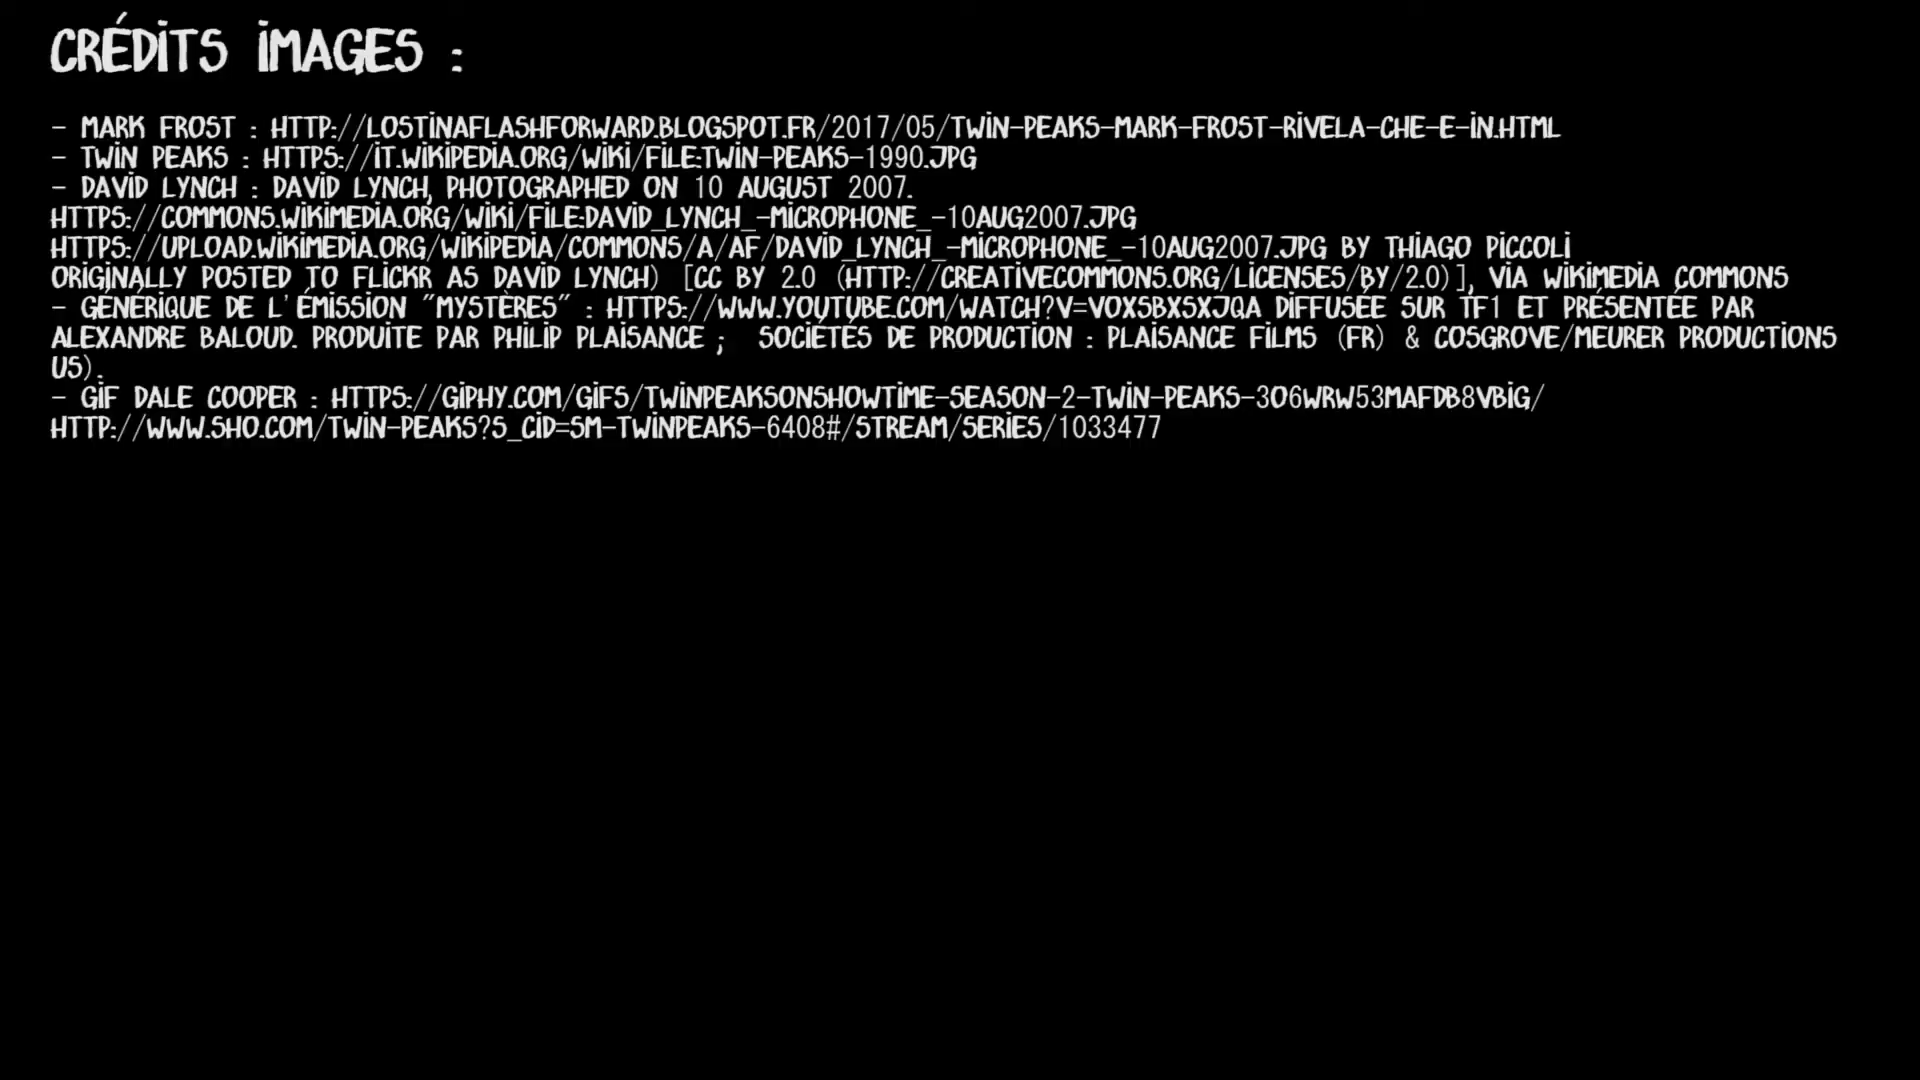 CRÉDITS IMAGES :
- MARK FROST : HTTP://LOSTINAFLASHFORWARD.BLOGSPOT.FR/2017/05/TWIN-PEAKS-MARK-FROST-RIVELA-CHE-E-IN.HTML
- TWIN PEAKS : HTTPS://IT.WIKIPEDIA.ORG/WIKI/FILE:TWIN-PEAKS-1990.JPG
- DAVID LYNCH : DAVID LYNCH, PHOTOGRAPHED ON 10 AUGUST 2007.
HTTPS://COMMONS.WIKIMEDIA.ORG/WIKI/FILE:DAVID_LYNCH_-MICROPHONE_-10AUG2007.JPG
HTTPS://UPLOAD.WIKIMEDIA.ORG/WIKIPEDIA/COMMONS/A/AF/DAVID_LYNCH_-MICROPHONE_-10AUG2007.JPG BY THIAGO PICCOLI
ORIGINALLY POSTED TO FLICKR AS DAVID LYNCH) [CC BY 2.0 (HTTP://CREATIVECOMMONS.ORG/LICENSES/BY/2.0)], VIA WIKIMEDIA COMMONS
- GÉNÉRIQUE DE L'ÉMISSION "MYSTÈRES" : HTTPS://WWW.YOUTUBE.COM/WATCH?V=VOXSBXSXJQA DIFFUSÉE SUR TF1 ET PRÉSENTÉE PAR
ALEXANDRE BALOUD. PRODUITE PAR PHILIP PLAISANCE ;  SOCIÉTÉS DE PRODUCTION : PLAISANCE FILMS (FR) & COSGROVE/MEURER PRODUCTIONS
US).
- GIF DALE COOPER : HTTPS://GIPHY.COM/GIFS/TWINPEAKSONSHOWTIME-SEASON-2-TWIN-PEAKS-3O6WRW53MAFDB8VBIG/
HTTP://WWW.SHO.COM/TWIN-PEAKS?S_CID=SM-TWINPEAKS-6408#/STREAM/SERIES/1033477